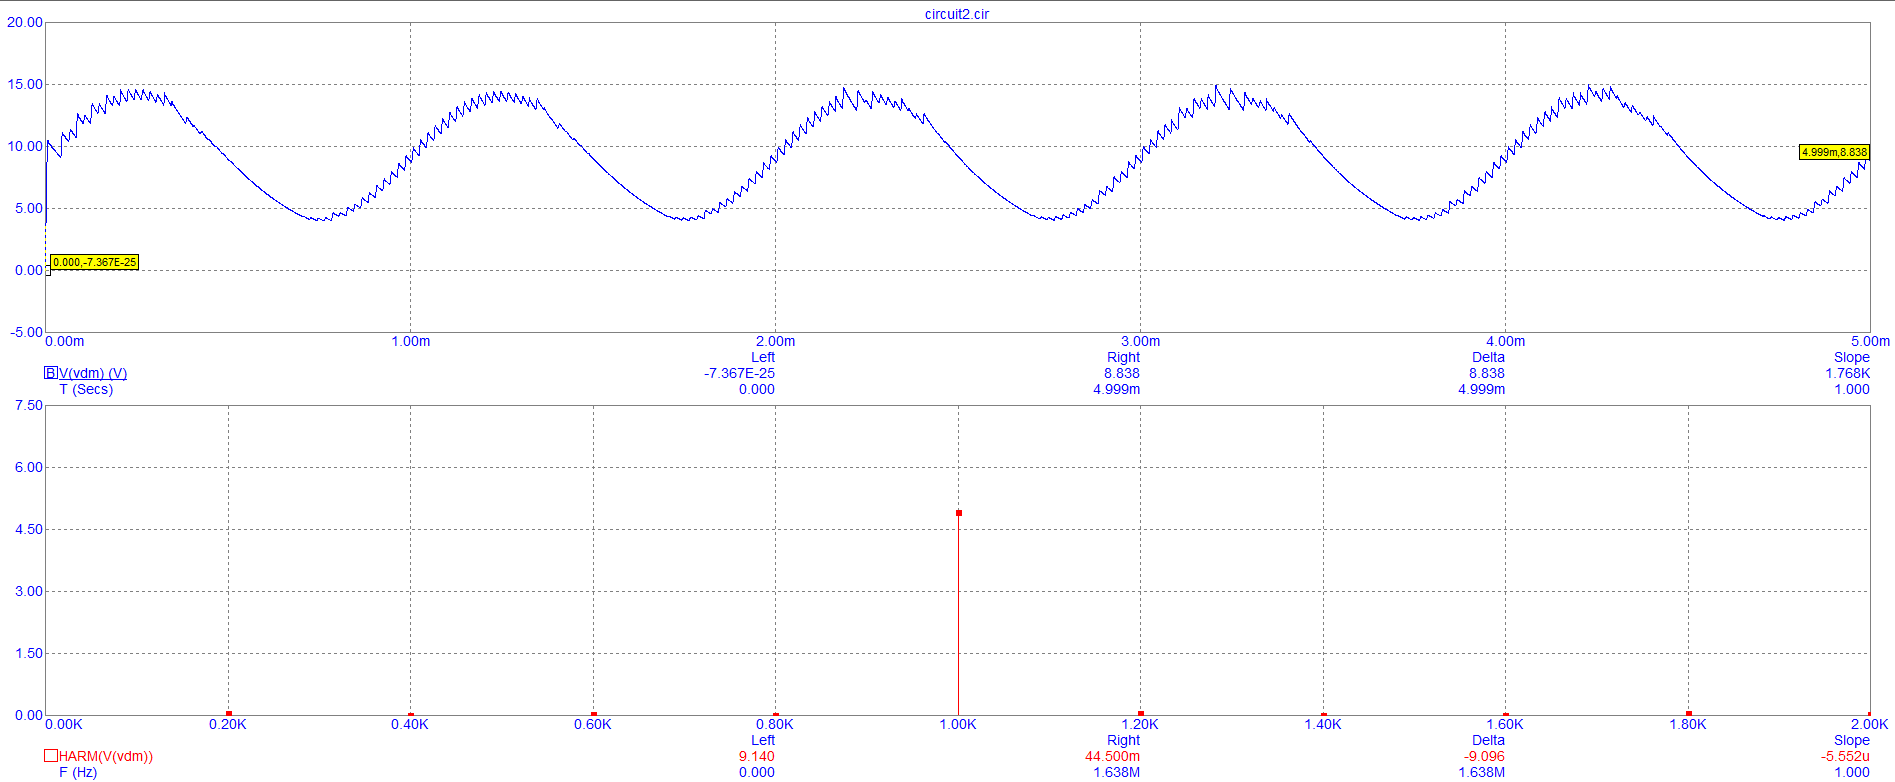 circuit2.cir
20.00
15.00
10.00
5.00
0.00
-5.00
4.999m,8.838
0.000,-7.367E-25
0.00m 1.00m 2.00m 3.00m 4.00m 5.00m
Left Right Delta Slope
B V(vdm) (V) -7.367E-25 8.838 8.838 1.768K
T (Secs) 0.000 4.999m 4.999m 1.000
7.50
6.00
4.50
3.00
1.50
0.00
0.00K 0.20K 0.40K 0.60K 0.80K 1.00K 1.20K 1.40K 1.60K 1.80K 2.00K
Left Right Delta Slope
HARM(V(vdm)) 9.140 44.500m -9.096 -5.552u
F (Hz) 0.000 1.638M 1.638M 1.000